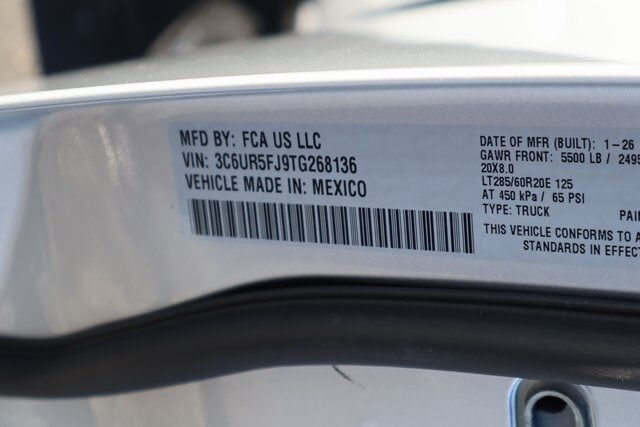 MFD BY: FCA US LLC
VIN: 3C6UR5FJ9TG268136
VEHICLE MADE IN: MEXICO
DATE OF MFR (BUILT): 1-26
GAWR FRONT: 5500 LB / 2495
20X8.0
LT285/60R20E 125
AT 450 kPa / 65 PSI
TYPE: TRUCK
THIS VEHICLE CONFORMS TO
STANDARDS IN EFFECT